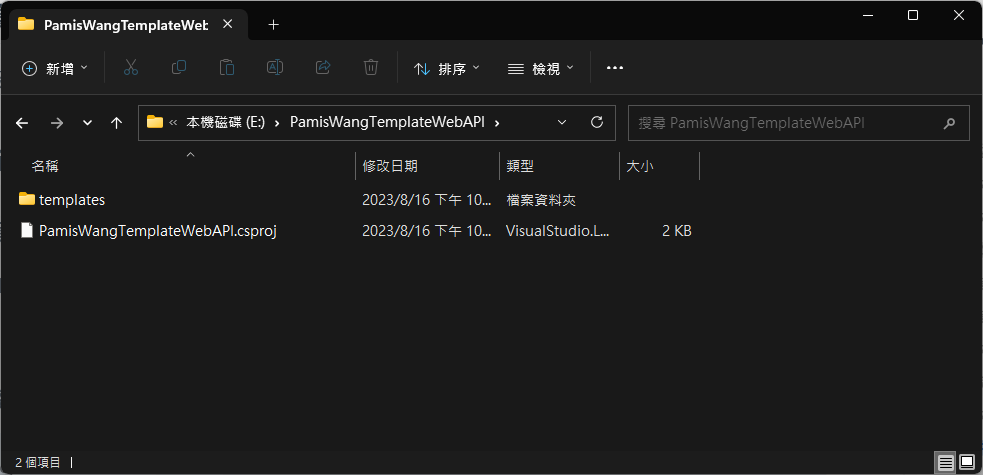 PamisWangTemplateWeb
新增 排序 檢視
本機磁碟 (E:) PamisWangTemplateWebAPI 搜尋 PamisWangTemplateWebAPI
名稱 修改日期 類型 大小
templates 2023/8/16 下午 10... 檔案資料夾
PamisWangTemplateWebAPI.csproj 2023/8/16 下午 10... VisualStudio.L... 2 KB
2 個項目